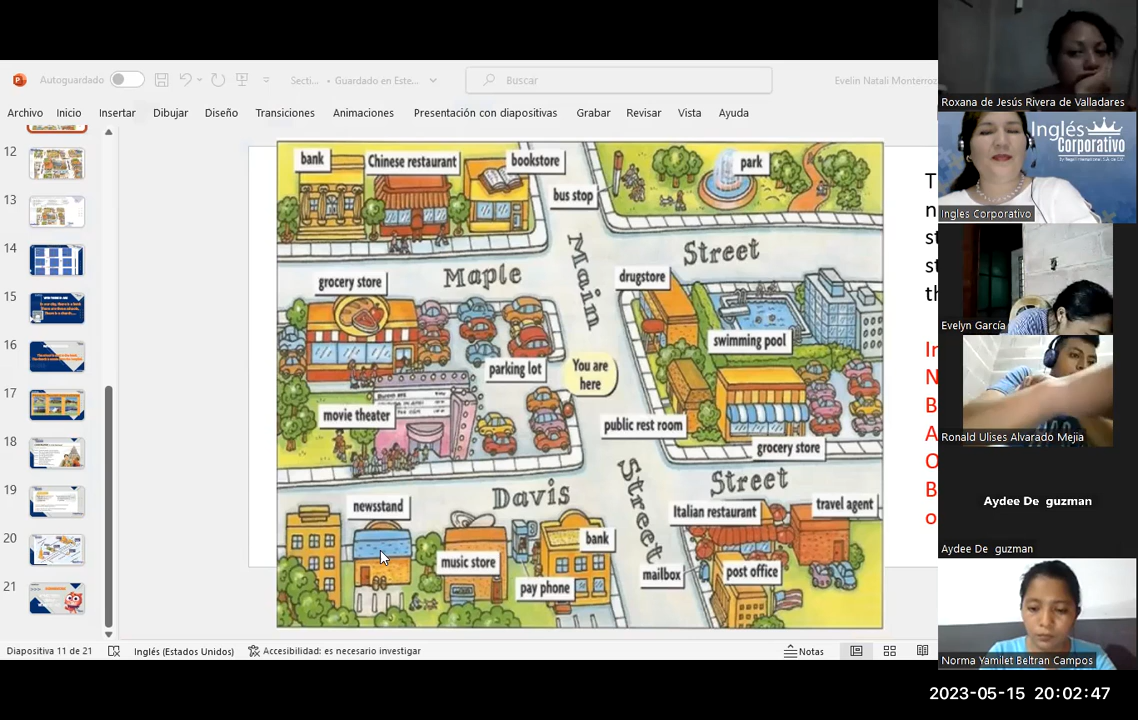 Autoguardado
Secti... • Guardado en Este...
Buscar
Evelin Natali Monterroz
Archivo Inicio Insertar Dibujar Diseño Transiciones Animaciones Presentación con diapositivas Grabar Revisar Vista Ayuda
12
13
14
15
16
17
18
19
20
21
bank
Chinese restaurant
bookstore
park
bus stop
Maple Street
Main Street
grocery store
drugstore
swimming pool
parking lot
You are
here
movie theater
public rest room
grocery store
Davis Street
newsstand
Italian restaurant
travel agent
music store
bank
pay phone
mailbox
post office
Diapositiva 11 de 21
Inglés (Estados Unidos)
Accesibilidad: es necesario investigar
Notas
Roxana de Jesús Rivera de Valladares
Inglés
Corporativo
Ingles Corporativo
Evelyn García
Ronald Ulises Alvarado Mejia
Aydee De guzman
Aydee De guzman
Norma Yamilet Beltran Campos
2023-05-15 20:02:47